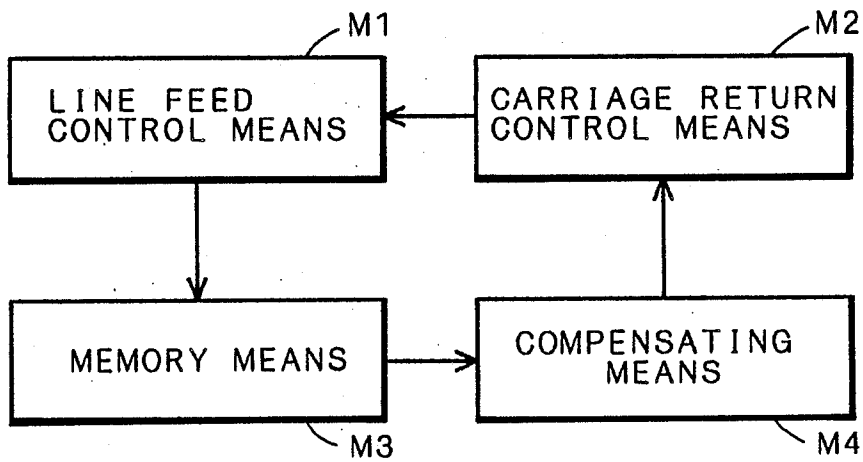 M1
M2
LINE FEED
CONTROL MEANS
CARRIAGE RETURN
CONTROL MEANS
MEMORY MEANS
COMPENSATING
MEANS
M3
M4